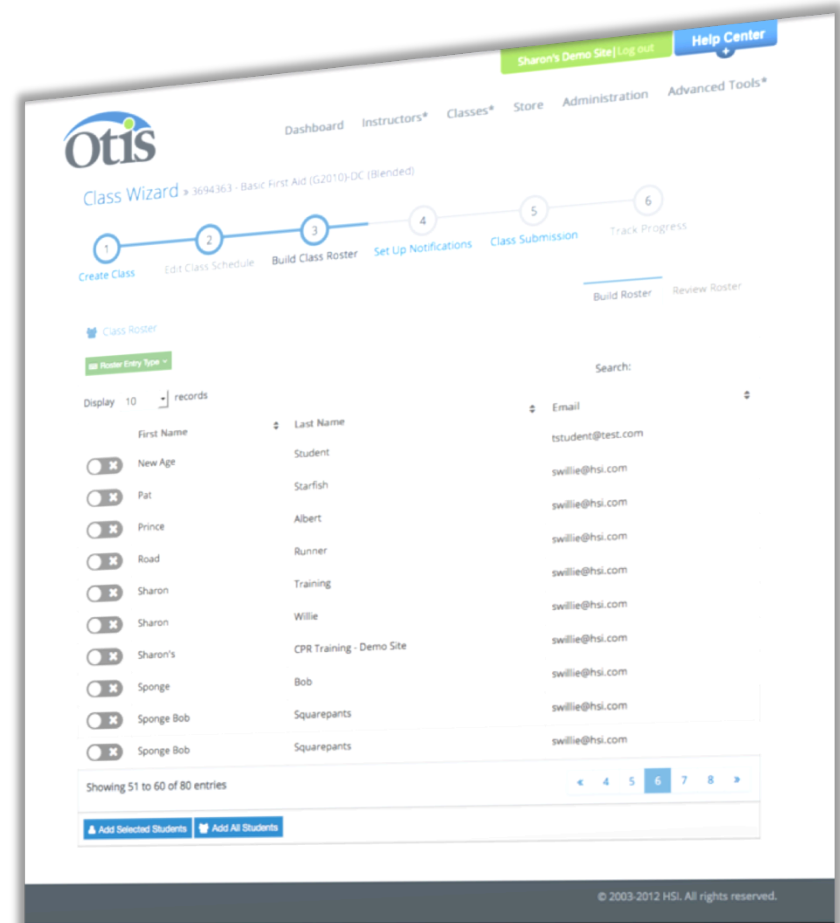 Sharon's Demo Site|Log out
Help Center
+
Otis
Dashboard Instructors* Classes* Store Administration Advanced Tools*
Class Wizard » 3694363 - Basic First Aid (G2010)-DC (Blended)
1 2 3 4 5 6
Create Class Edit Class Schedule Build Class Roster Set Up Notifications Class Submission Track Progress
Build Roster Review Roster
Class Roster
Roster Entry Type
Search:
Display 10 records
First Name Last Name Email
New Age Student tstudent@test.com
Pat Starfish swillie@hsi.com
Prince Albert swillie@hsi.com
Road Runner swillie@hsi.com
Sharon Training swillie@hsi.com
Sharon Willie swillie@hsi.com
Sharon's CPR Training - Demo Site swillie@hsi.com
Sponge Bob swillie@hsi.com
Sponge Bob Squarepants swillie@hsi.com
Sponge Bob Squarepants swillie@hsi.com
Showing 51 to 60 of 80 entries
« 4 5 6 7 8 »
Add Selected Students Add All Students
© 2003-2012 HSI. All rights reserved.